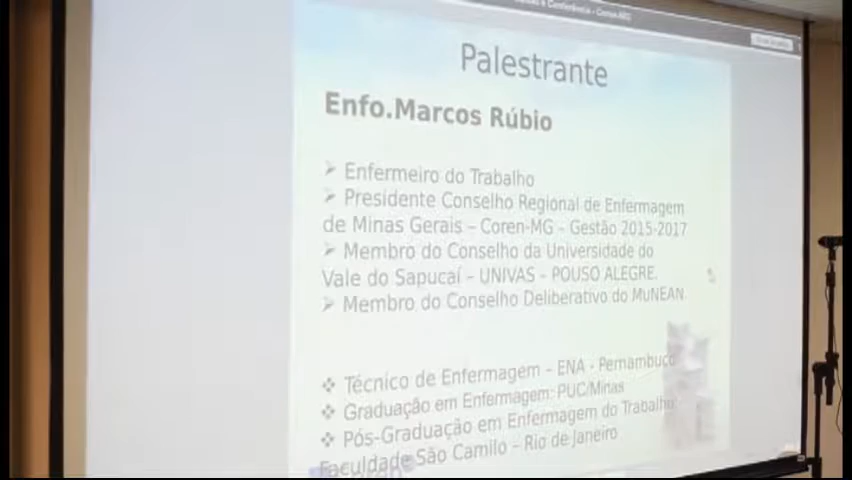 e Conferência - Coren-MG
Palestrante
Enfo.Marcos Rúbio
➢ Enfermeiro do Trabalho
➢ Presidente Conselho Regional de Enfermagem
de Minas Gerais – Coren-MG – Gestão 2015-2017
➢ Membro do Conselho da Universidade do
Vale do Sapucaí – UNIVAS – POUSO ALEGRE.
➢ Membro do Conselho Deliberativo do MuNEAN
❖ Técnico de Enfermagem – ENA - Pernambuco
❖ Graduação em Enfermagem: PUC/Minas
❖ Pós-Graduação em Enfermagem do Trabalho
Faculdade São Camilo – Rio de Janeiro